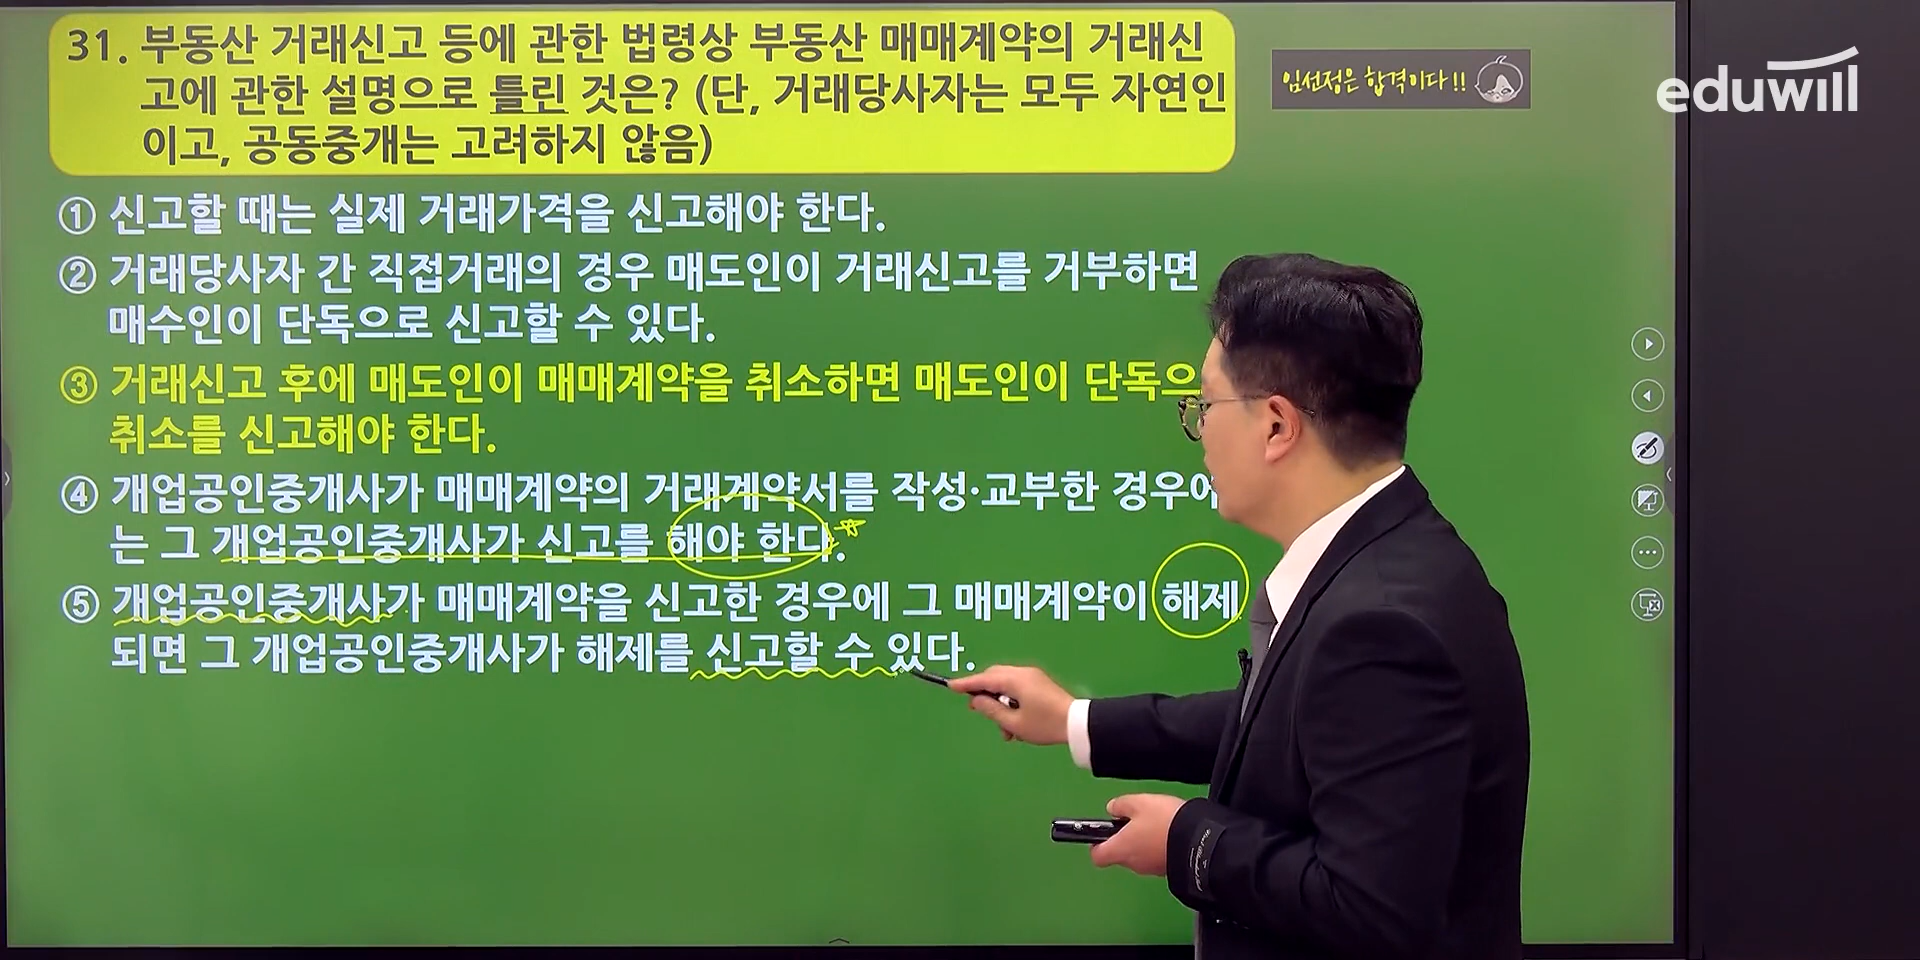 31. 부동산 거래신고 등에 관한 법령상 부동산 매매계약의 거래신
고에 관한 설명으로 틀린 것은? (단, 거래당사자는 모두 자연인
이고, 공동중개는 고려하지 않음)
임선정은 합격이다!!
eduwill
① 신고할 때는 실제 거래가격을 신고해야 한다.
② 거래당사자 간 직접거래의 경우 매도인이 거래신고를 거부하면
매수인이 단독으로 신고할 수 있다.
③ 거래신고 후에 매도인이 매매계약을 취소하면 매도인이 단독으
취소를 신고해야 한다.
④ 개업공인중개사가 매매계약의 거래계약서를 작성·교부한 경우에
는 그 개업공인중개사가 신고를 해야 한다.
⑤ 개업공인중개사가 매매계약을 신고한 경우에 그 매매계약이 해제
되면 그 개업공인중개사가 해제를 신고할 수 있다.